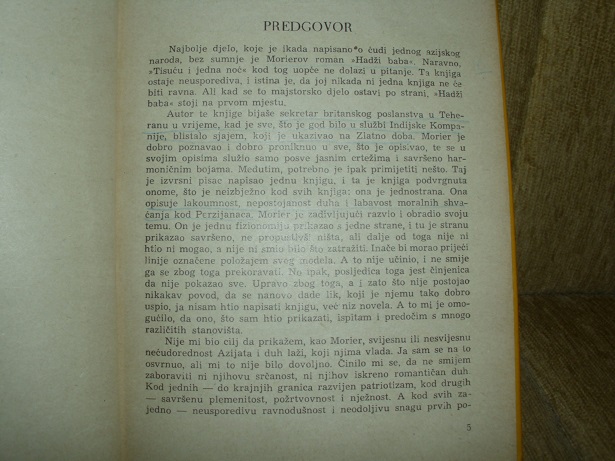 PREDGOVOR
Najbolje djelo, koje je ikada napisano o ćudi jednog azijskog
naroda, bez sumnje je Morierov roman »Hadži baba«. Naravno,
»Tisuću i jedna noć« kod tog uopće ne dolazi u pitanje. Ta knjiga
ostaje neusporediva, i istina je, da joj nikada ni jedna knjiga ne će
biti ravna. Ali kad se to majstorsko djelo ostavi po strani, »Hadži
baba« stoji na prvom mjestu.
Autor te knjige bijaše sekretar britanskog poslanstva u Tehe-
ranu u vrijeme, kad je sve, što je god bilo u službi Indijske Kompa-
nije, blistalo sjajem, koji je ukazivao na Zlatno doba. Morier je
dobro poznavao i dobro proniknuo u sve, što je opisivao, te se u
svojim opisima služio samo posve jasnim crtežima i savršeno har-
moničnim bojama. Međutim, potrebno je ipak primijetiti nešto. Taj
je izvrsni pisac napisao jednu knjigu, i ta je knjiga podvrgnuta
onome, što je neizbježno kod svih knjiga: ona je jednostrana. Ona
opisuje lakoumnost, nepostojanost duha i labavost moralnih shva-
ćanja kod Perzijanaca. Morier je zadivljujući razvio i obradio svoju
temu. On je jednu fizionomiju prikazao s jedne strane, i tu je stranu
prikazao savršeno, ne propustivši ništa, ali dalje od toga nije ni
htio ni mogao, a nije ni smio bilo što zatražiti. Inače bi morao prijeći
linije označene položajem svog modela. A to nije učinio, i ne smije
ga se zbog toga prekoravati. No ipak, posljedica toga jest činjenica
da nije pokazao sve. Upravo zbog toga, a i zato što nije postojao
nikakav povod, da se nanovo dade lik, koji je njemu tako dobro
uspio, ja nisam htio napisati knjigu, već niz novela. A to mi je omo-
gućilo, da ono, što sam htio prikazati, ispitam i predočim s mnogo
različitih stanovišta.
Nije mi bio cilj da prikažem, kao Morier, svijesnu ili nesvijesnu
nećudorednost Azijata i duh laži, koji njima vlada. Ja sam se na to
osvrnuo, ali mi to nije bilo dovoljno. Činilo mi se, da ne smijem
zaboraviti ni njihovu srčanost, ni njihov iskreno romantičan duh.
Kod jednih — do krajnjih granica razvijen patriotizam, kod drugih
— savršenu plemenitost, požrtvovnost i nježnost. A kod svih za-
jedno — neusporedivu ravnodušnost i neodoljivu snagu prvih po-
5